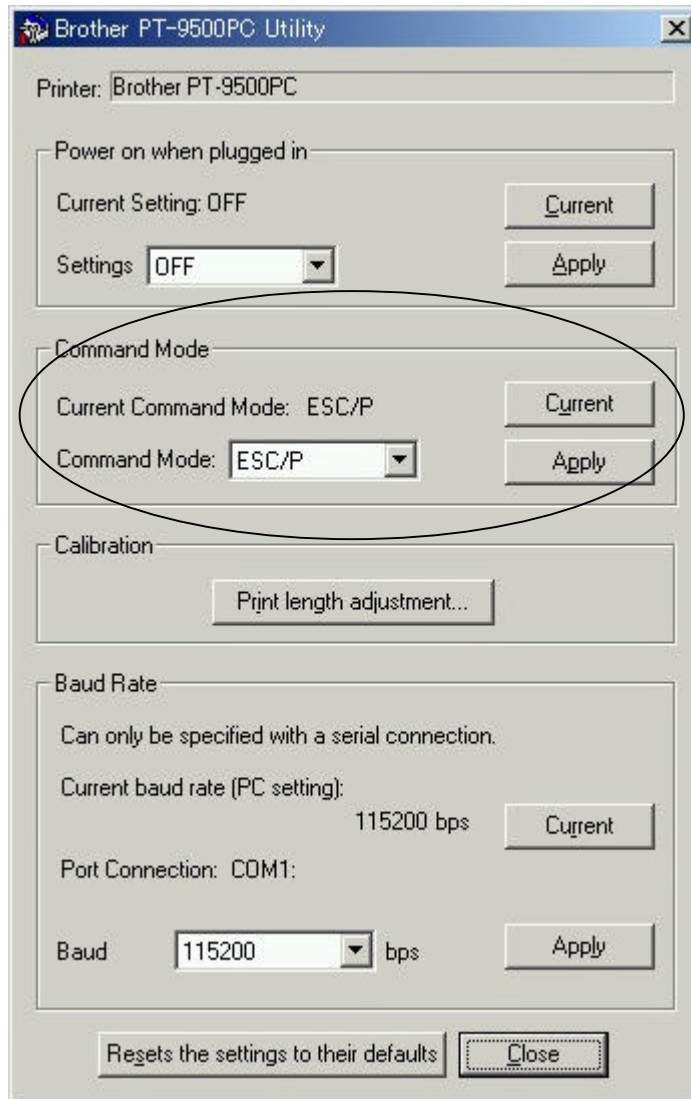 Brother PT-9500PC Utility
Printer: Brother PT-9500PC
Power on when plugged in
Current Setting: OFF
Current
Settings OFF
Apply
Command Mode
Current Command Mode: ESC/P
Current
Command Mode: ESC/P
Apply
Calibration
Print length adjustment...
Baud Rate
Can only be specified with a serial connection.
Current baud rate (PC setting):
115200 bps
Current
Port Connection: COM1:
Baud 115200 bps
Apply
Resets the settings to their defaults
Close